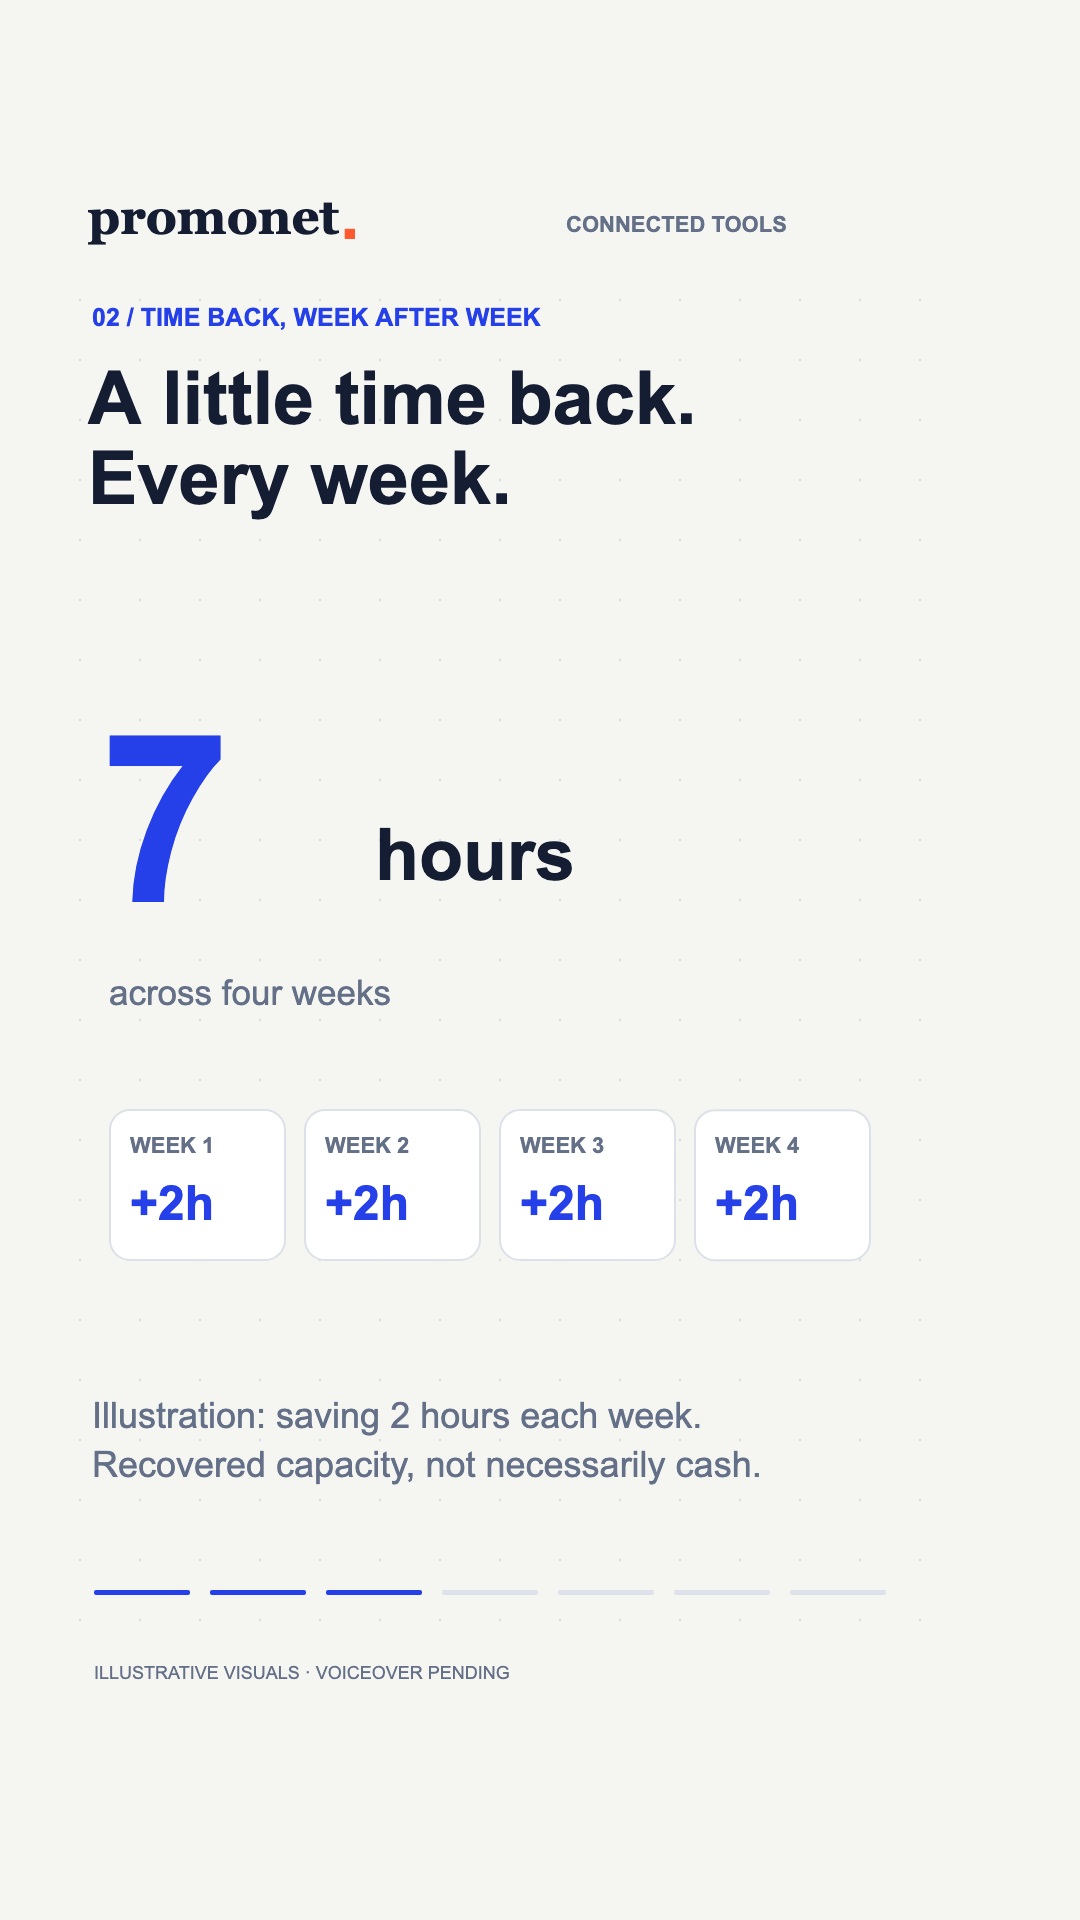 promonet.
CONNECTED TOOLS
02 / TIME BACK, WEEK AFTER WEEK
A little time back.
Every week.
7 hours
across four weeks
WEEK 1
+2h
WEEK 2
+2h
WEEK 3
+2h
WEEK 4
+2h
Illustration: saving 2 hours each week.
Recovered capacity, not necessarily cash.
ILLUSTRATIVE VISUALS · VOICEOVER PENDING